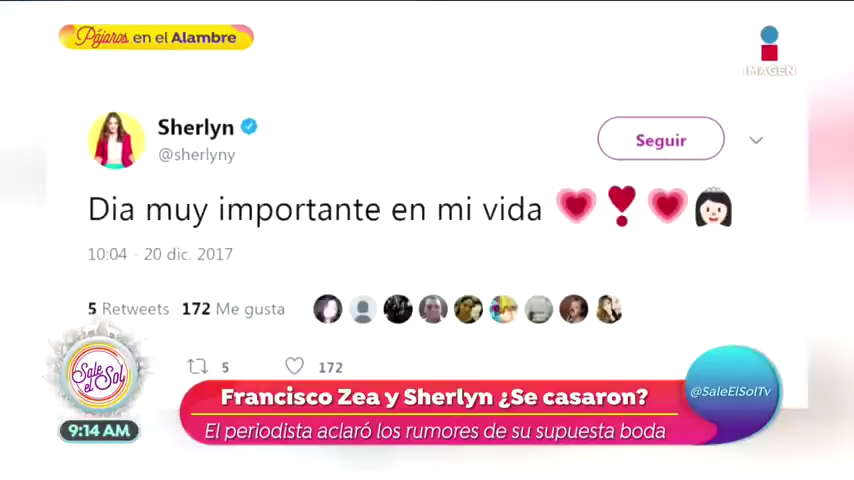 Pájaros en el Alambre
IMAGEN
Sherlyn
@sherlyny
Seguir
Dia muy importante en mi vida
10:04 - 20 dic. 2017
5 Retweets 172 Me gusta
5 172
Sale el Sol
Francisco Zea y Sherlyn ¿Se casaron?
@SaleElSolTv
9:14 AM
El periodista aclaró los rumores de su supuesta boda